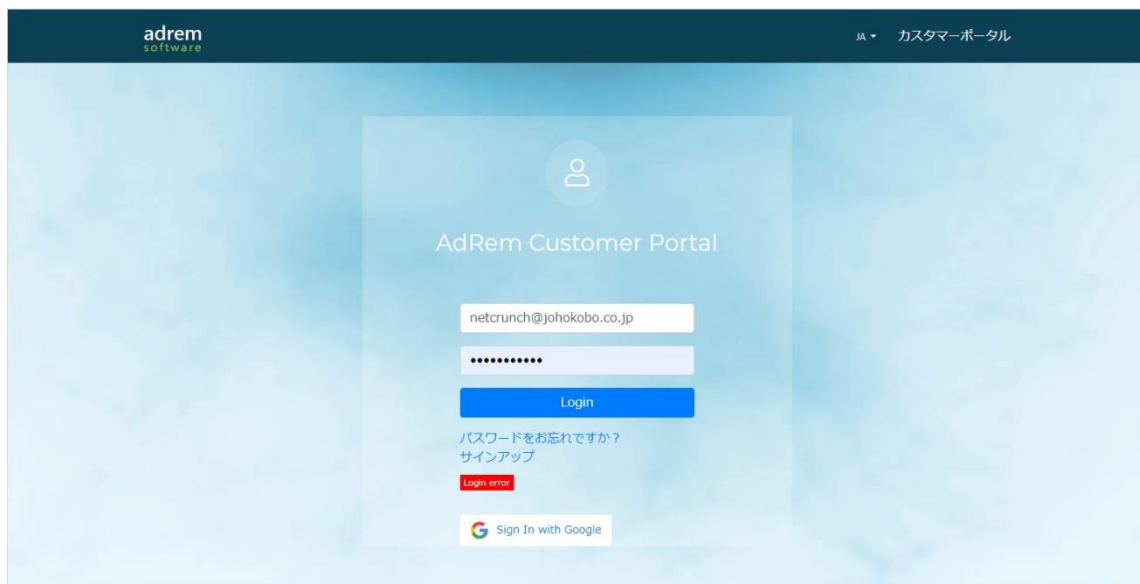 adrem
software
JA カスタマーポータル
AdRem Customer Portal
netcrunch@johokobo.co.jp
•••••••••••
Login
パスワードをお忘れですか？
サインアップ
Login error
Sign In with Google